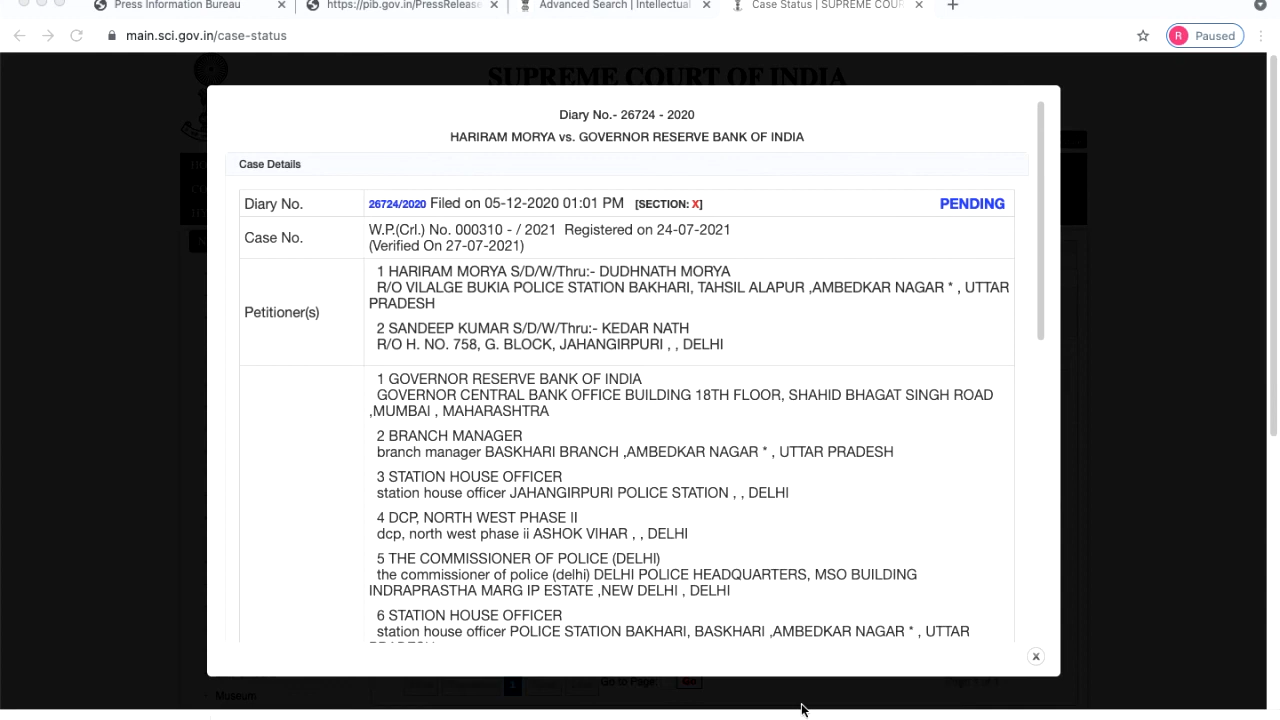 Press Information Bureau
https://pib.gov.in/PressRelease
Advanced Search | Intellectual
Case Status | SUPREME COUR
main.sci.gov.in/case-status
R Paused
SUPREME COURT OF INDIA
Diary No.- 26724 - 2020
HARIRAM MORYA vs. GOVERNOR RESERVE BANK OF INDIA
Case Details
Diary No. 26724/2020 Filed on 05-12-2020 01:01 PM [SECTION: X] PENDING
Case No. W.P.(Crl.) No. 000310 - / 2021 Registered on 24-07-2021
(Verified On 27-07-2021)
Petitioner(s)
1 HARIRAM MORYA S/D/W/Thru:- DUDHNATH MORYA
R/O VILALGE BUKIA POLICE STATION BAKHARI, TAHSIL ALAPUR ,AMBEDKAR NAGAR * , UTTAR
PRADESH
2 SANDEEP KUMAR S/D/W/Thru:- KEDAR NATH
R/O H. NO. 758, G. BLOCK, JAHANGIRPURI , , DELHI
1 GOVERNOR RESERVE BANK OF INDIA
GOVERNOR CENTRAL BANK OFFICE BUILDING 18TH FLOOR, SHAHID BHAGAT SINGH ROAD
,MUMBAI , MAHARASHTRA
2 BRANCH MANAGER
branch manager BASKHARI BRANCH ,AMBEDKAR NAGAR * , UTTAR PRADESH
3 STATION HOUSE OFFICER
station house officer JAHANGIRPURI POLICE STATION , , DELHI
4 DCP, NORTH WEST PHASE II
dcp, north west phase ii ASHOK VIHAR , , DELHI
5 THE COMMISSIONER OF POLICE (DELHI)
the commissioner of police (delhi) DELHI POLICE HEADQUARTERS, MSO BUILDING
INDRAPRASTHA MARG IP ESTATE ,NEW DELHI , DELHI
6 STATION HOUSE OFFICER
station house officer POLICE STATION BAKHARI, BASKHARI ,AMBEDKAR NAGAR * , UTTAR
X
1 Go to Page Go
Museum